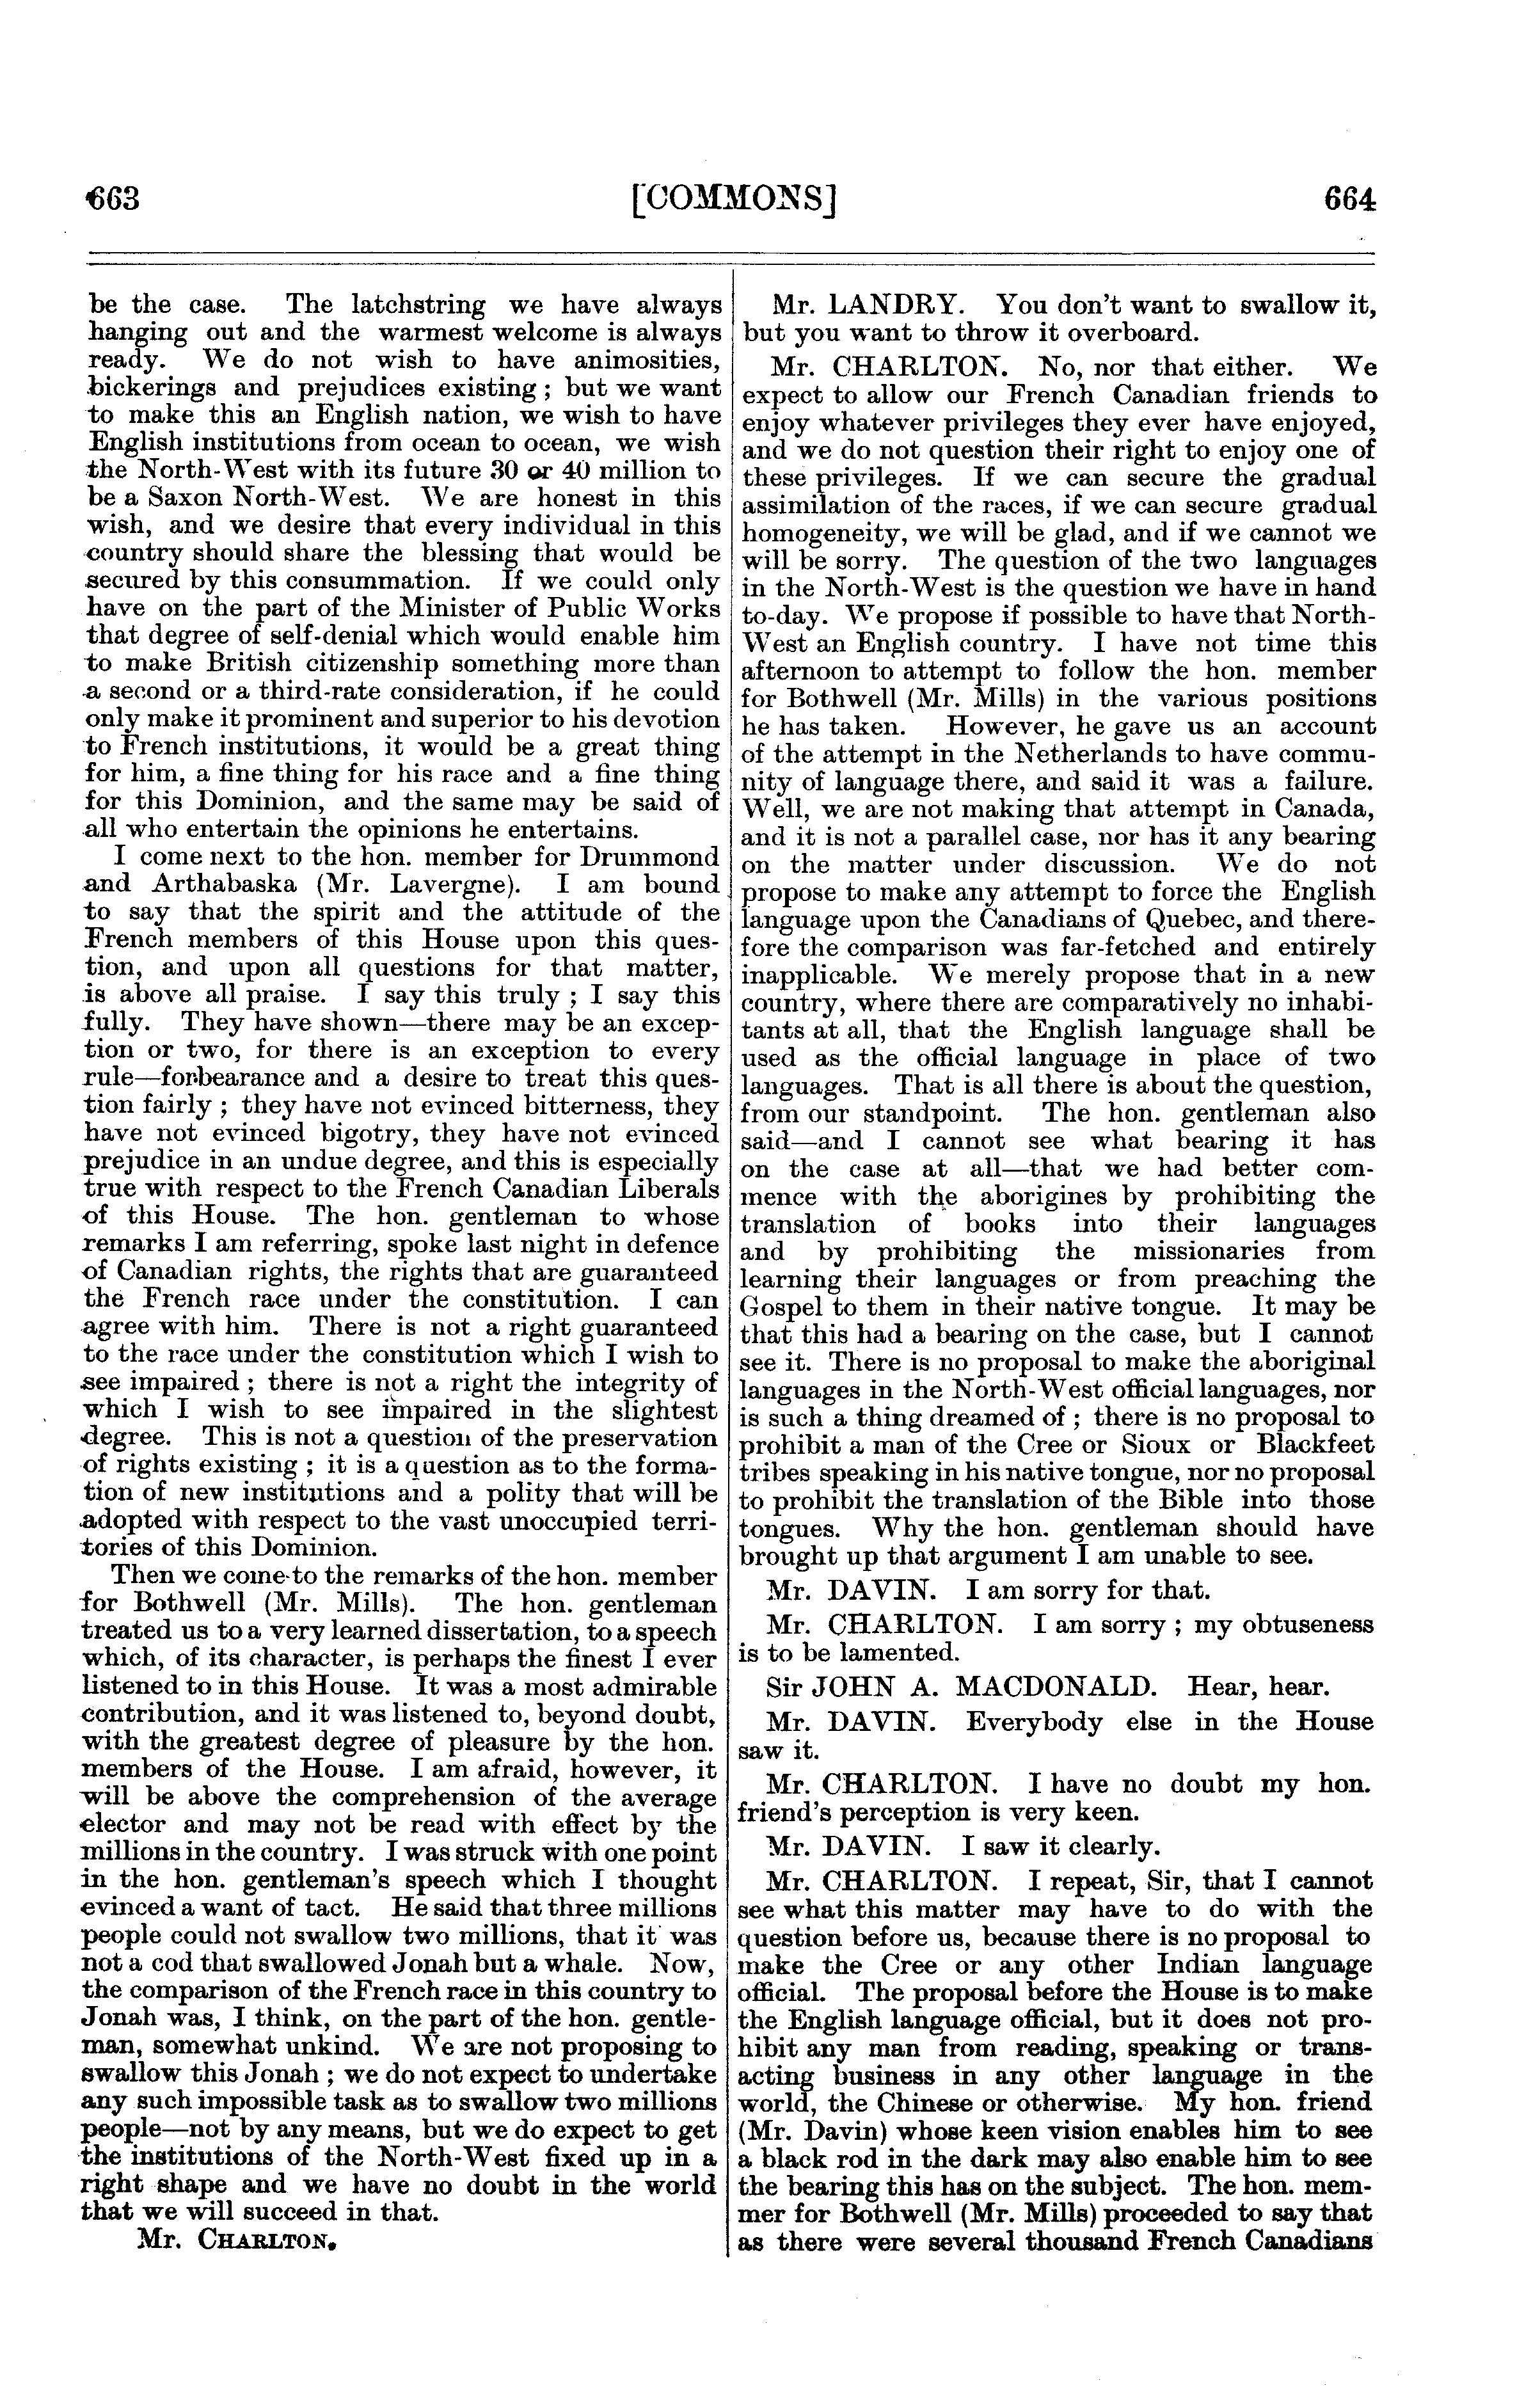 663 [COMMONS] 664
be the case. The latchstring we have always
hanging out and the warmest welcome is always
ready. We do not wish to have animosities,
bickerings and prejudices existing ; but we want
to make this an English nation, we wish to have
English institutions from ocean to ocean, we wish
the North-West with its future 30 or 40 million to
be a Saxon North-West. We are honest in this
wish, and we desire that every individual in this
country should share the blessing that would be
secured by this consummation. If we could only
have on the part of the Minister of Public Works
that degree of self-denial which would enable him
to make British citizenship something more than
a second or a third-rate consideration, if he could
only make it prominent and superior to his devotion
to French institutions, it would be a great thing
for him, a fine thing for his race and a fine thing
for this Dominion, and the same may be said of
all who entertain the opinions he entertains.
I come next to the hon. member for Drummond
and Arthabaska (Mr. Lavergne). I am bound
to say that the spirit and the attitude of the
French members of this House upon this ques-
tion, and upon all questions for that matter,
is above all praise. I say this truly ; I say this
fully. They have shown—there may be an excep-
tion or two, for there is an exception to every
rule—forbearance and a desire to treat this ques-
tion fairly ; they have not evinced bitterness, they
have not evinced bigotry, they have not evinced
prejudice in an undue degree, and this is especially
true with respect to the French Canadian Liberals
of this House. The hon. gentleman to whose
remarks I am referring, spoke last night in defence
of Canadian rights, the rights that are guaranteed
the French race under the constitution. I can
agree with him. There is not a right guaranteed
to the race under the constitution which I wish to
see impaired ; there is not a right the integrity of
which I wish to see impaired in the slightest
degree. This is not a question of the preservation
of rights existing ; it is a question as to the forma-
tion of new institutions and a polity that will be
adopted with respect to the vast unoccupied terri-
tories of this Dominion.
Then we come to the remarks of the hon. member
for Bothwell (Mr. Mills). The hon. gentleman
treated us to a very learned dissertation, to a speech
which, of its character, is perhaps the finest I ever
listened to in this House. It was a most admirable
contribution, and it was listened to, beyond doubt,
with the greatest degree of pleasure by the hon.
members of the House. I am afraid, however, it
will be above the comprehension of the average
elector and may not be read with effect by the
millions in the country. I was struck with one point
in the hon. gentleman's speech which I thought
evinced a want of tact. He said that three millions
people could not swallow two millions, that it was
not a cod that swallowed Jonah but a whale. Now,
the comparison of the French race in this country to
Jonah was, I think, on the part of the hon. gentle-
man, somewhat unkind. We are not proposing to
swallow this Jonah ; we do not expect to undertake
any such impossible task as to swallow two millions
people—not by any means, but we do expect to get
the institutions of the North-West fixed up in a
right shape and we have no doubt in the world
that we will succeed in that.
Mr. CHARLTON.
Mr. LANDRY. You don't want to swallow it,
but you want to throw it overboard.
Mr. CHARLTON. No, nor that either. We
expect to allow our French Canadian friends to
enjoy whatever privileges they ever have enjoyed,
and we do not question their right to enjoy one of
these privileges. If we can secure the gradual
assimilation of the races, if we can secure gradual
homogeneity, we will be glad, and if we cannot we
will be sorry. The question of the two languages
in the North-West is the question we have in hand
to-day. We propose if possible to have that North-
West an English country. I have not time this
afternoon to attempt to follow the hon. member
for Bothwell (Mr. Mills) in the various positions
he has taken. However, he gave us an account
of the attempt in the Netherlands to have commu-
nity of language there, and said it was a failure.
Well, we are not making that attempt in Canada,
and it is not a parallel case, nor has it any bearing
on the matter under discussion. We do not
propose to make any attempt to force the English
language upon the Canadians of Quebec, and there-
fore the comparison was far-fetched and entirely
inapplicable. We merely propose that in a new
country, where there are comparatively no inhabi-
tants at all, that the English language shall be
used as the official language in place of two
languages. That is all there is about the question,
from our standpoint. The hon. gentleman also
said—and I cannot see what bearing it has
on the case at all—that we had better com-
mence with the aborigines by prohibiting the
translation of books into their languages
and by prohibiting the missionaries from
learning their languages or from preaching the
Gospel to them in their native tongue. It may be
that this had a bearing on the case, but I cannot
see it. There is no proposal to make the aboriginal
languages in the North-West official languages, nor
is such a thing dreamed of ; there is no proposal to
prohibit a man of the Cree or Sioux or Blackfeet
tribes speaking in his native tongue, nor no proposal
to prohibit the translation of the Bible into those
tongues. Why the hon. gentleman should have
brought up that argument I am unable to see.
Mr. DAVIN. I am sorry for that.
Mr. CHARLTON. I am sorry ; my obtuseness
is to be lamented.
Sir JOHN A. MACDONALD. Hear, hear.
Mr. DAVIN. Everybody else in the House
saw it.
Mr. CHARLTON. I have no doubt my hon.
friend's perception is very keen.
Mr. DAVIN. I saw it clearly.
Mr. CHARLTON. I repeat, Sir, that I cannot
see what this matter may have to do with the
question before us, because there is no proposal to
make the Cree or any other Indian language
official. The proposal before the House is to make
the English language official, but it does not pro-
hibit any man from reading, speaking or trans-
acting business in any other language in the
world, the Chinese or otherwise. My hon. friend
(Mr. Davin) whose keen vision enables him to see
a black rod in the dark may also enable him to see
the bearing this has on the subject. The hon. mem-
mer for Bothwell (Mr. Mills) proceeded to say that
as there were several thousand French Canadians